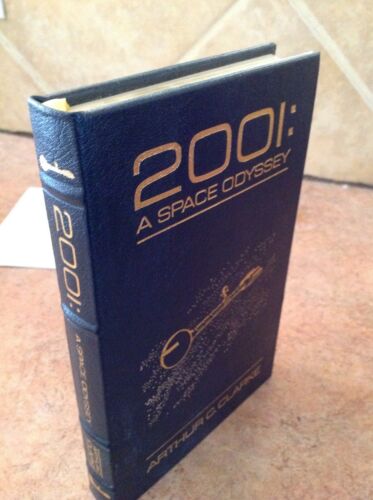 2001:
A SPACE ODYSSEY
ARTHUR C. CLARKE
2001:
A SPACE ODYSSEY